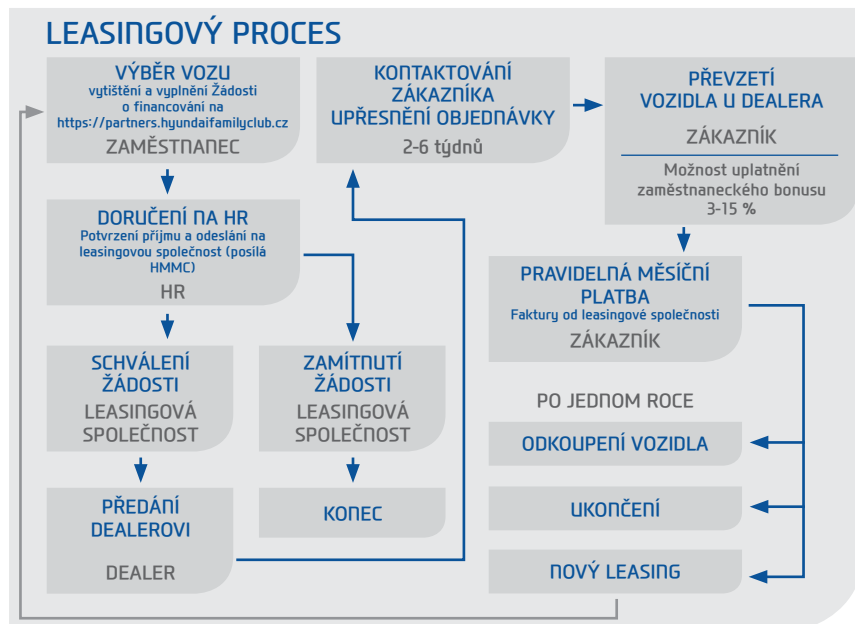 LEASINGOVÝ PROCES
VÝBĚR VOZU
vytištění a vyplnění Žádosti
o financování na
https://partners.hyundaifamilyclub.cz
ZAMĚSTNANEC
DORUČENÍ NA HR
Potvrzení příjmu a odeslání na
leasingovou společnost (posílá
HMMC)
HR
SCHVÁLENÍ
ŽÁDOSTI
LEASINGOVÁ
SPOLEČNOST
ZAMÍTNUTÍ
ŽÁDOSTI
LEASINGOVÁ
SPOLEČNOST
PŘEDÁNÍ
DEALEROVI
DEALER
KONEC
KONTAKTOVÁNÍ
ZÁKAZNÍKA
UPŘESNĚNÍ OBJEDNÁVKY
2-6 týdnů
PŘEVZETÍ
VOZIDLA U DEALERA
ZÁKAZNÍK
Možnost uplatnění
zaměstnaneckého bonusu
3-15 %
PRAVIDELNÁ MĚSÍČNÍ
PLATBA
Faktury od leasingové společnosti
ZÁKAZNÍK
PO JEDNOM ROCE
ODKOUPENÍ VOZIDLA
UKONČENÍ
NOVÝ LEASING